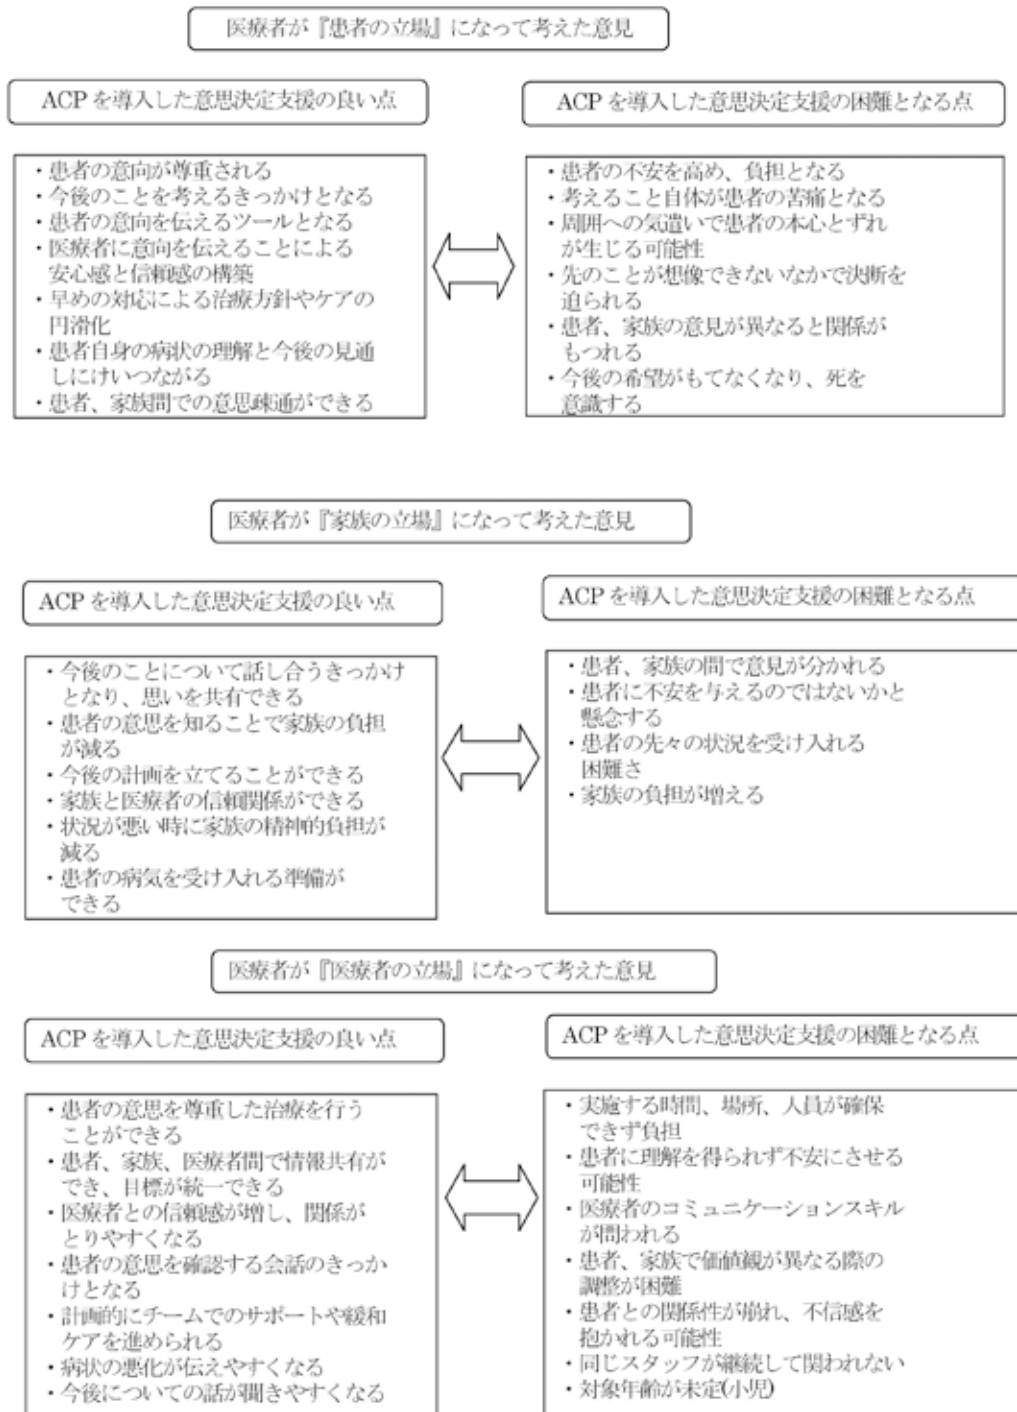 医療者が『患者の立場』になって考えた意見
ACP を導入した意思決定支援の良い点
・患者の意向が尊重される
・今後のことを考えるきっかけとなる
・患者の意向を伝えるツールとなる
・医療者に意向を伝えることによる
安心感と信頼感の構築
・早めの対応による治療方針やケアの
円滑化
・患者自身の病状の理解と今後の見通
しにけいつながる
・患者、家族間での意思疎通ができる
ACP を導入した意思決定支援の困難となる点
・患者の不安を高め、負担となる
・考えること自体が患者の苦痛となる
・周囲への気遣いで患者の本心とずれ
が生じる可能性
・先のことが想像できないなかで決断を
迫られる
・患者、家族の意見が異なると関係が
もつれる
・今後の希望がもてなくなり、死を
意識する
医療者が『家族の立場』になって考えた意見
ACP を導入した意思決定支援の良い点
・今後のことについて話し合うきっかけ
となり、思いを共有できる
・患者の意思を知ることで家族の負担
が減る
・今後の計画を立てることができる
・家族と医療者の信頼関係ができる
・状況が悪い時に家族の精神的負担が
減る
・患者の病気を受け入れる準備が
できる
ACP を導入した意思決定支援の困難となる点
・患者、家族の間で意見が分かれる
・患者に不安を与えるのではないかと
懸念する
・患者の先々の状況を受け入れる
困難さ
・家族の負担が増える
医療者が『医療者の立場』になって考えた意見
ACP を導入した意思決定支援の良い点
・患者の意思を尊重した治療を行う
ことができる
・患者、家族、医療者間で情報共有が
でき、目標が統一できる
・医療者との信頼感が増し、関係が
とりやすくなる
・患者の意思を確認する会話のきっか
けとなる
・計画的にチームでのサポートや緩和
ケアを進められる
・病状の悪化が伝えやすくなる
・今後についての話が聞きやすくなる
ACP を導入した意思決定支援の困難となる点
・実施する時間、場所、人員が確保
できず負担
・患者に理解を得られず不安にさせる
可能性
・医療者のコミュニケーションスキル
が問われる
・患者、家族で価値観が異なる際の
調整が困難
・患者との関係性が崩れ、不信感を
抱かれる可能性
・同じスタッフが継続して関われない
・対象年齢が未定(小児)